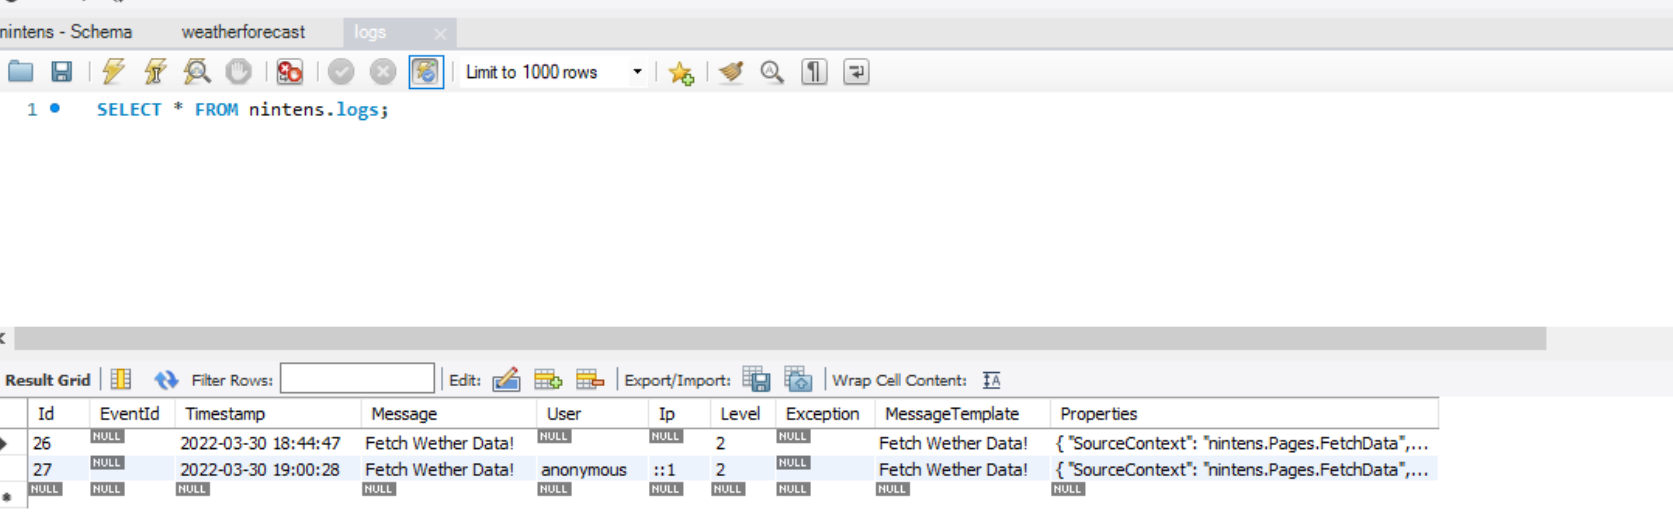 nintens - Schema weatherforecast logs
Limit to 1000 rows
1 SELECT * FROM nintens.logs;
Result Grid Filter Rows: Edit: Export/Import: Wrap Cell Content:
Id EventId Timestamp Message User Ip Level Exception MessageTemplate Properties
26 NULL 2022-03-30 18:44:47 Fetch Wether Data! NULL NULL 2 NULL Fetch Wether Data! { "SourceContext": "nintens.Pages.FetchData",...
27 NULL 2022-03-30 19:00:28 Fetch Wether Data! anonymous ::1 2 NULL Fetch Wether Data! { "SourceContext": "nintens.Pages.FetchData",...
NULL NULL NULL NULL NULL NULL NULL NULL NULL NULL